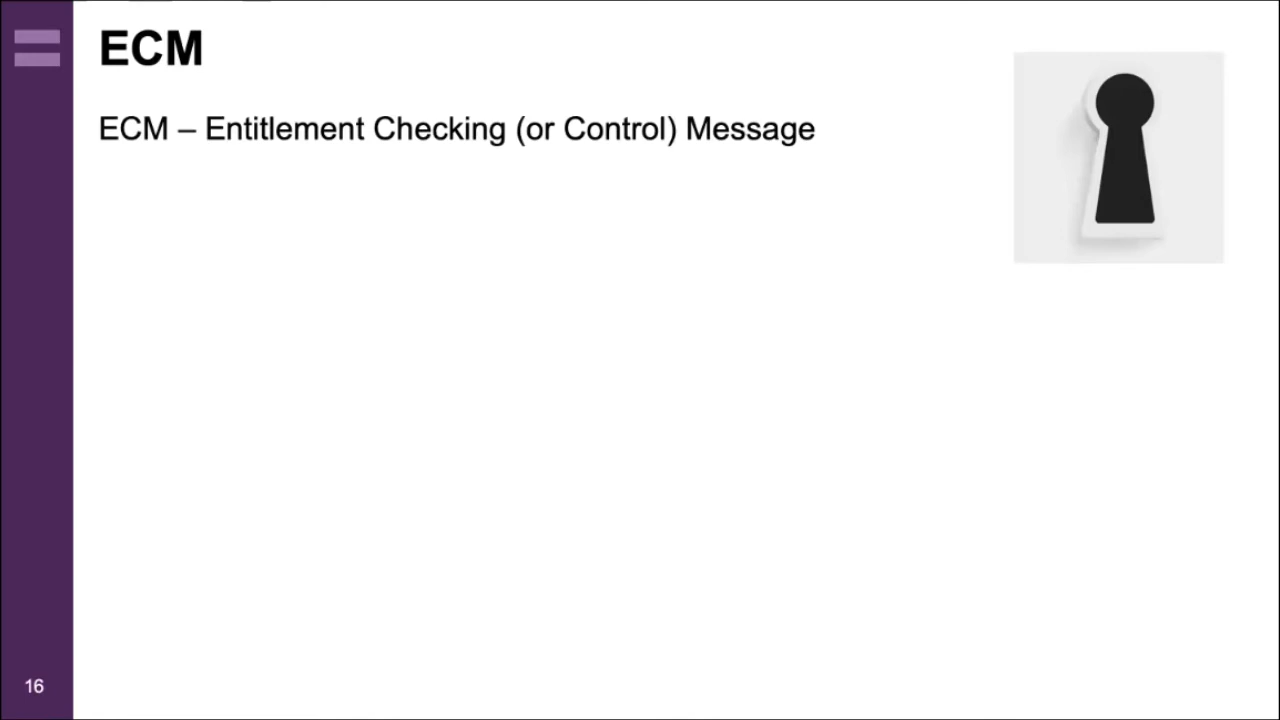 ECM
ECM – Entitlement Checking (or Control) Message
16